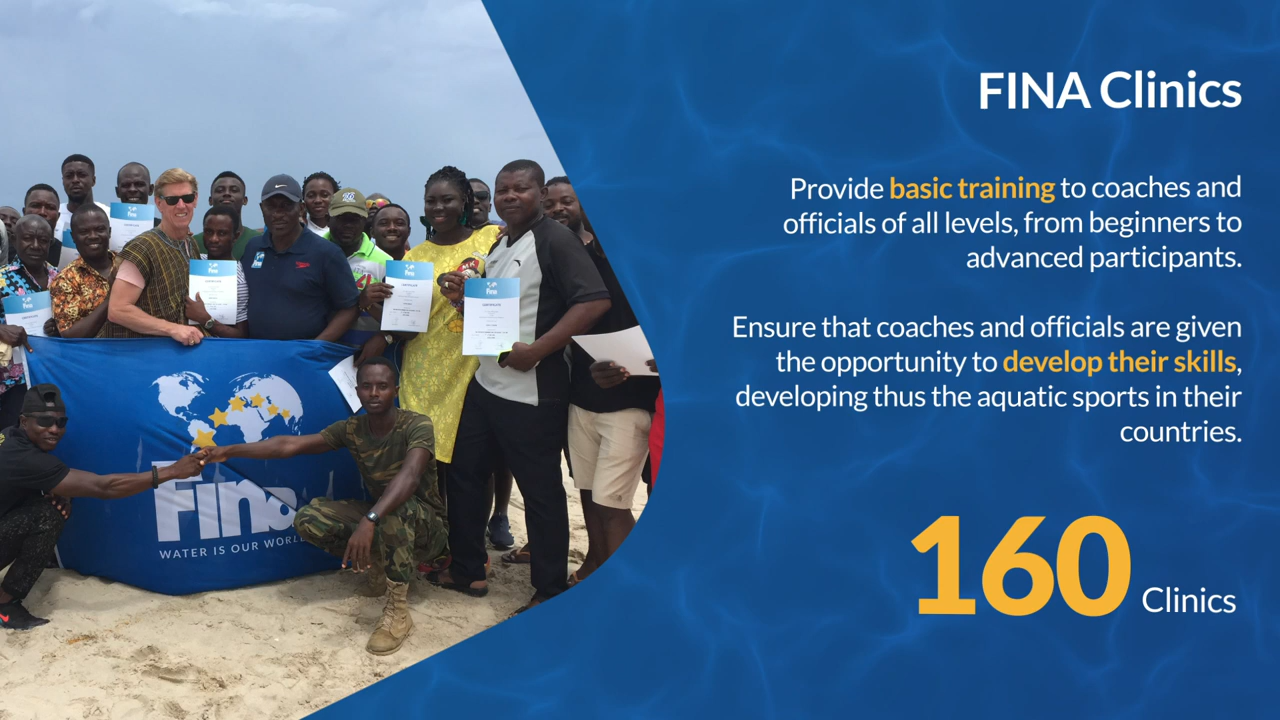 FINA Clinics
Provide basic training to coaches and
officials of all levels, from beginners to
advanced participants.
Ensure that coaches and officials are given
the opportunity to develop their skills,
developing thus the aquatic sports in their
countries.
160 Clinics
fina
WATER IS OUR WORLD
CERTIFICATE
CERTIFICATE